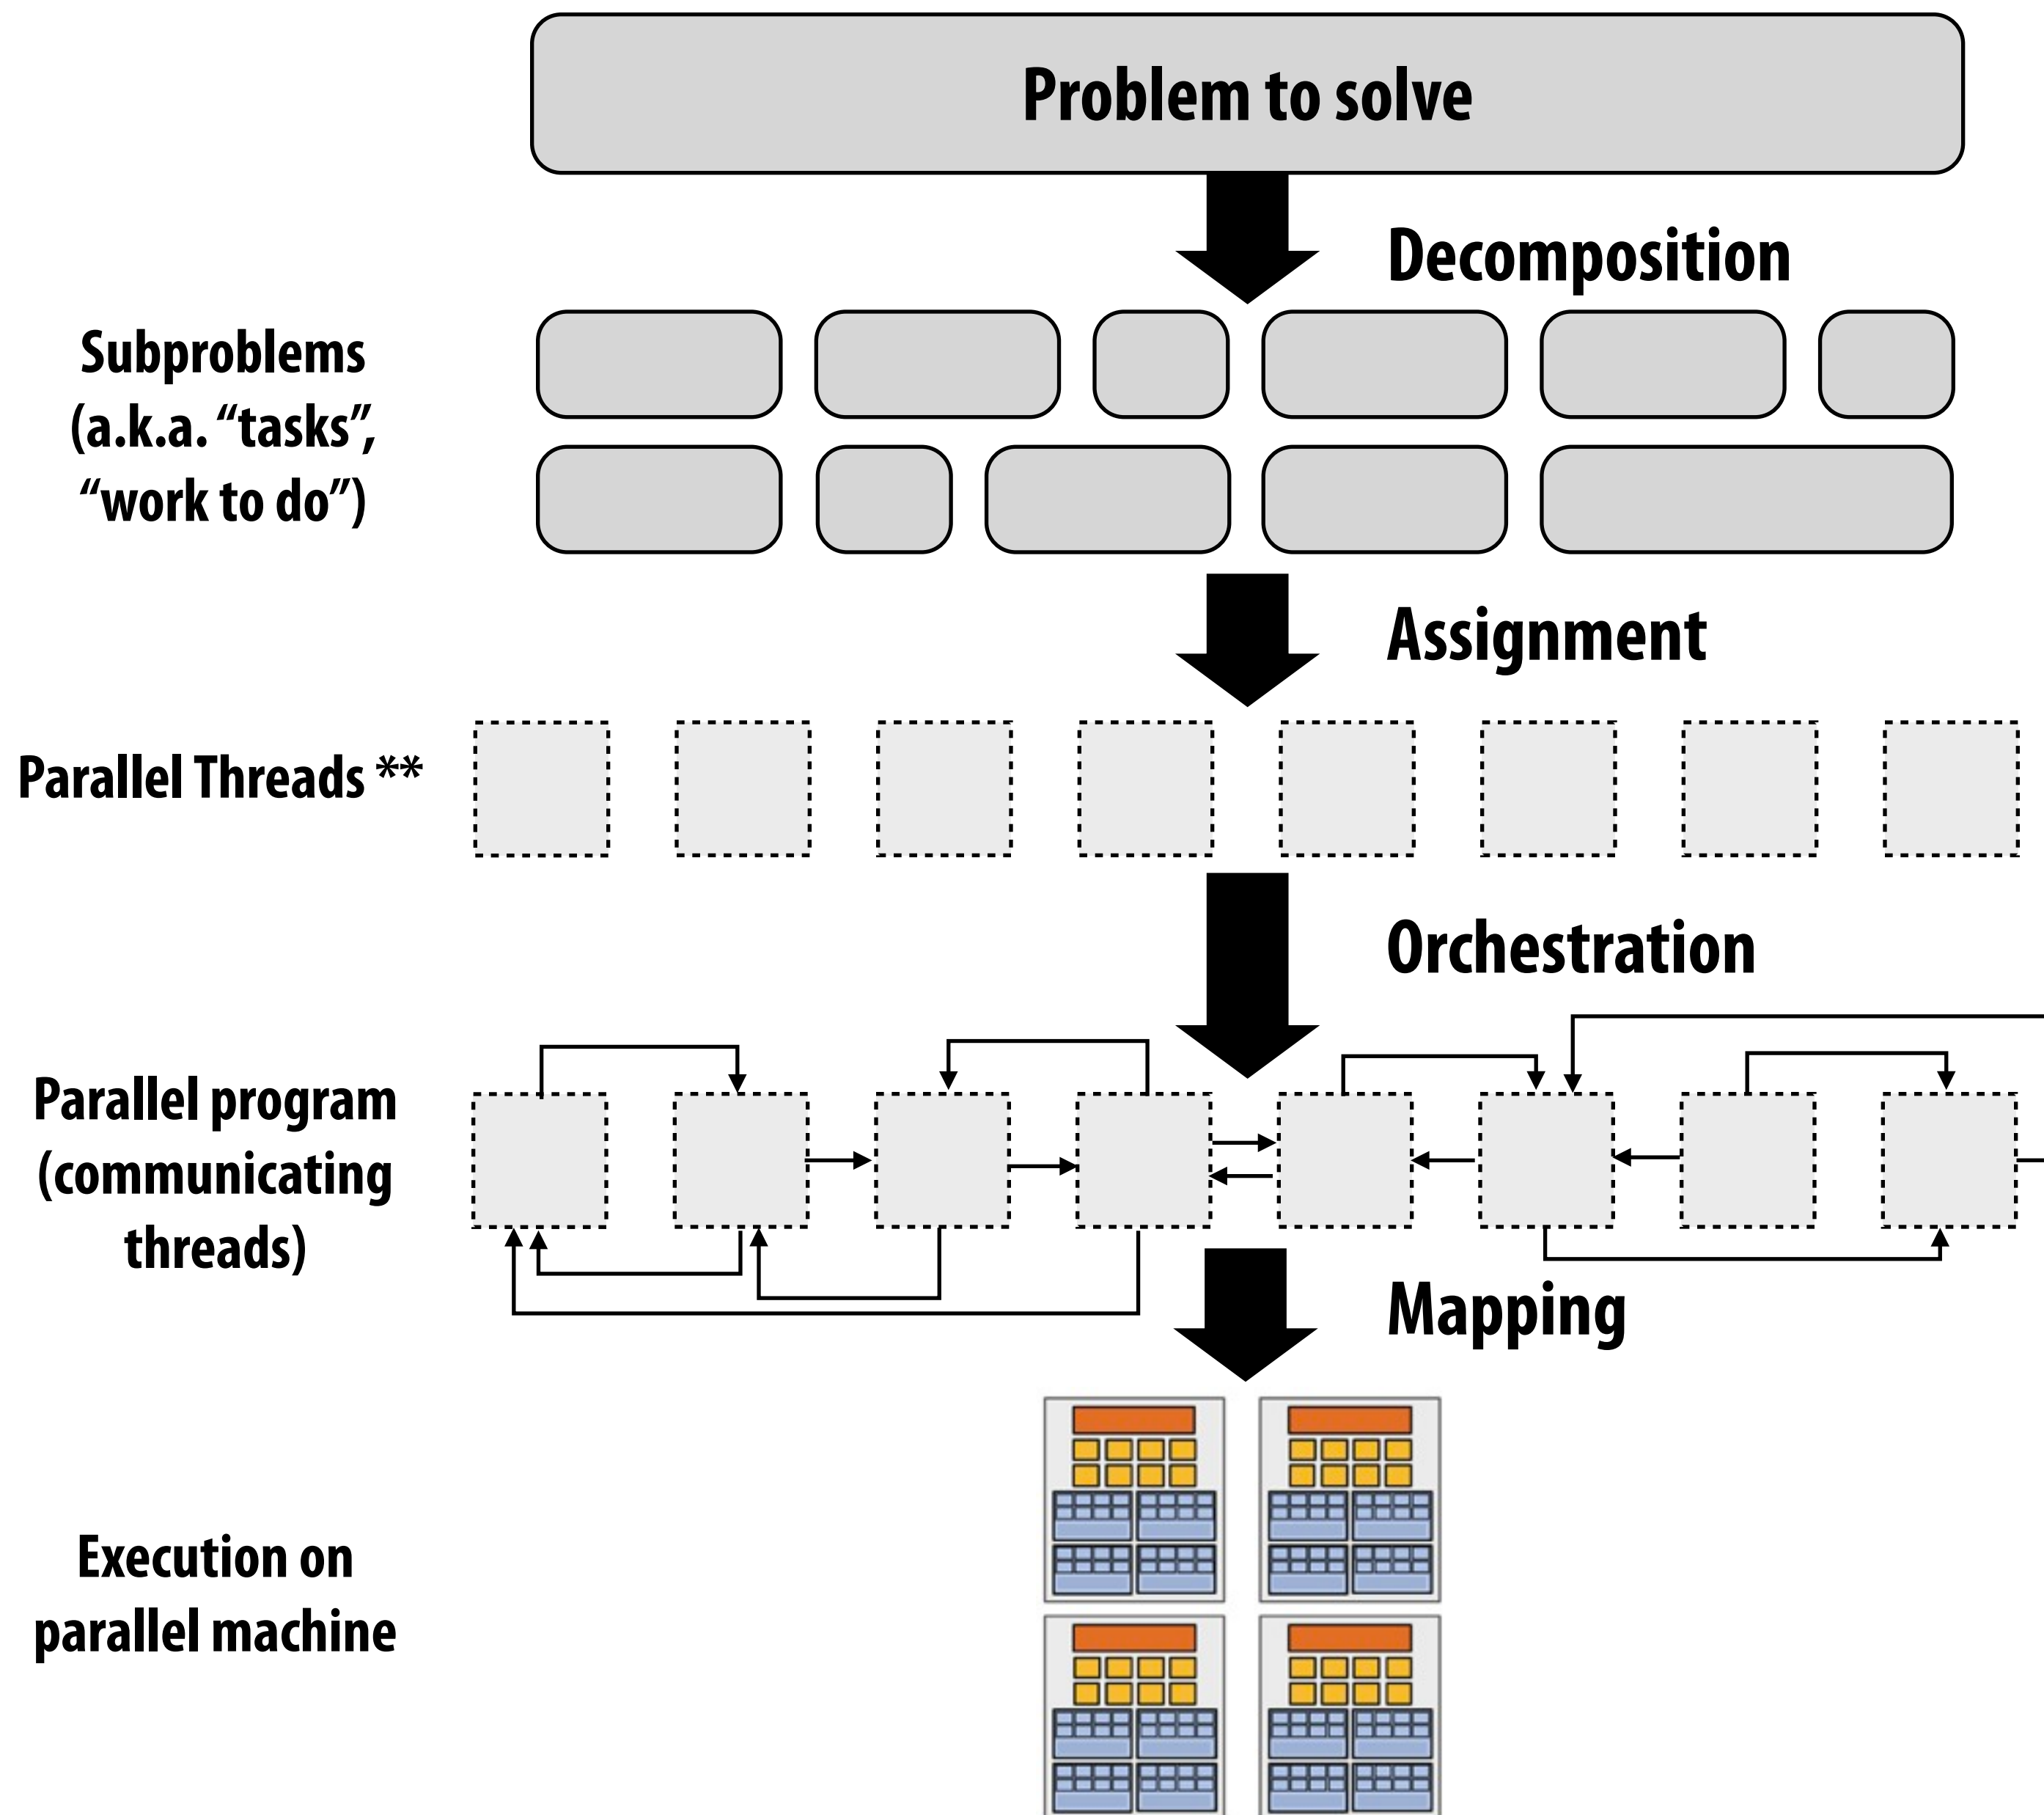 Problem to solve
Decomposition
Subproblems
(a.k.a. “tasks”,
“work to do”)
Assignment
Parallel Threads **
Orchestration
Parallel program
(communicating
threads)
Mapping
Execution on
parallel machine